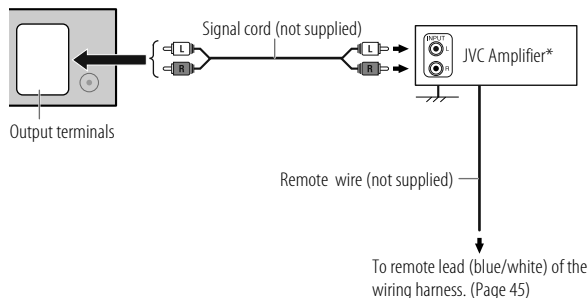 Signal cord (not supplied)
L
R
L
R
INPUT
L
R
JVC Amplifier*
Output terminals
Remote wire (not supplied)
To remote lead (blue/white) of the
wiring harness. (Page 45)